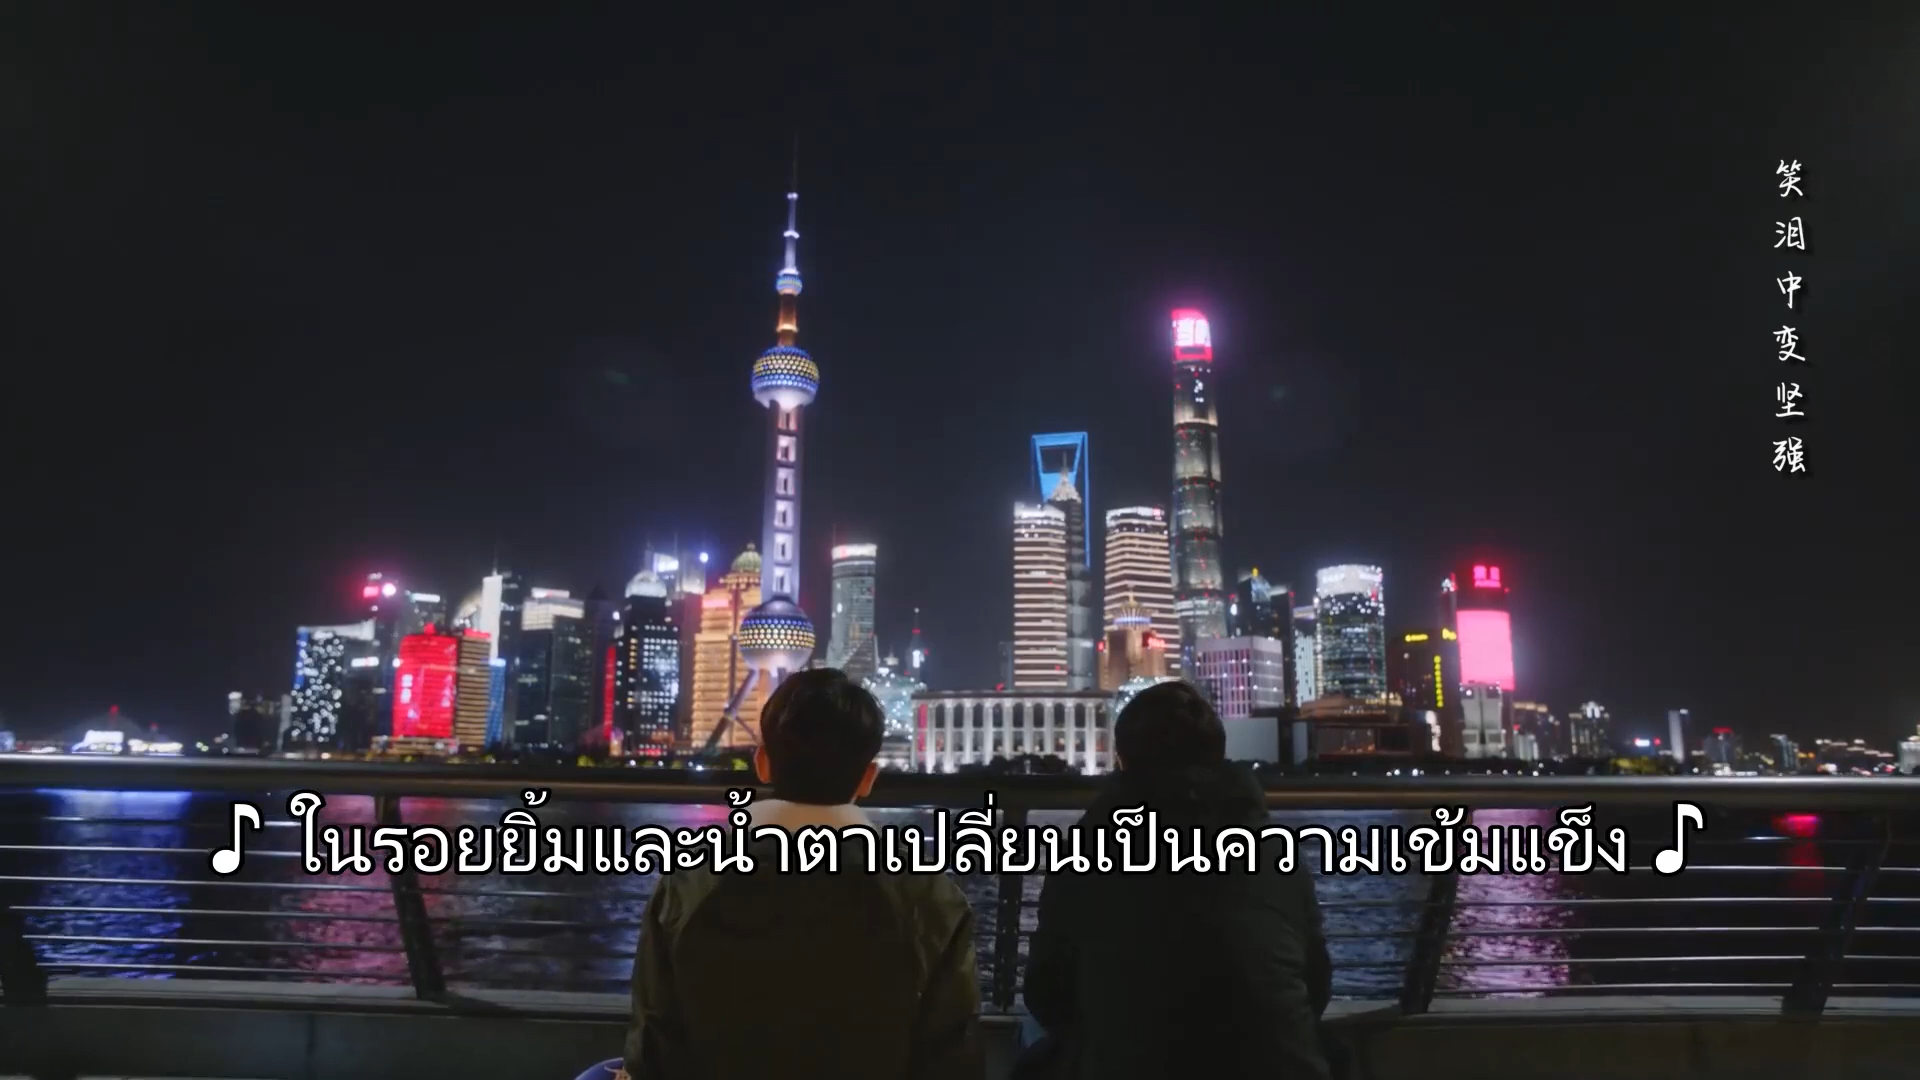 笑泪中变坚强
♪ ในรอยยิ้มและน้ำตาเปลี่ยนเป็นความเข้มแข็ง ♪